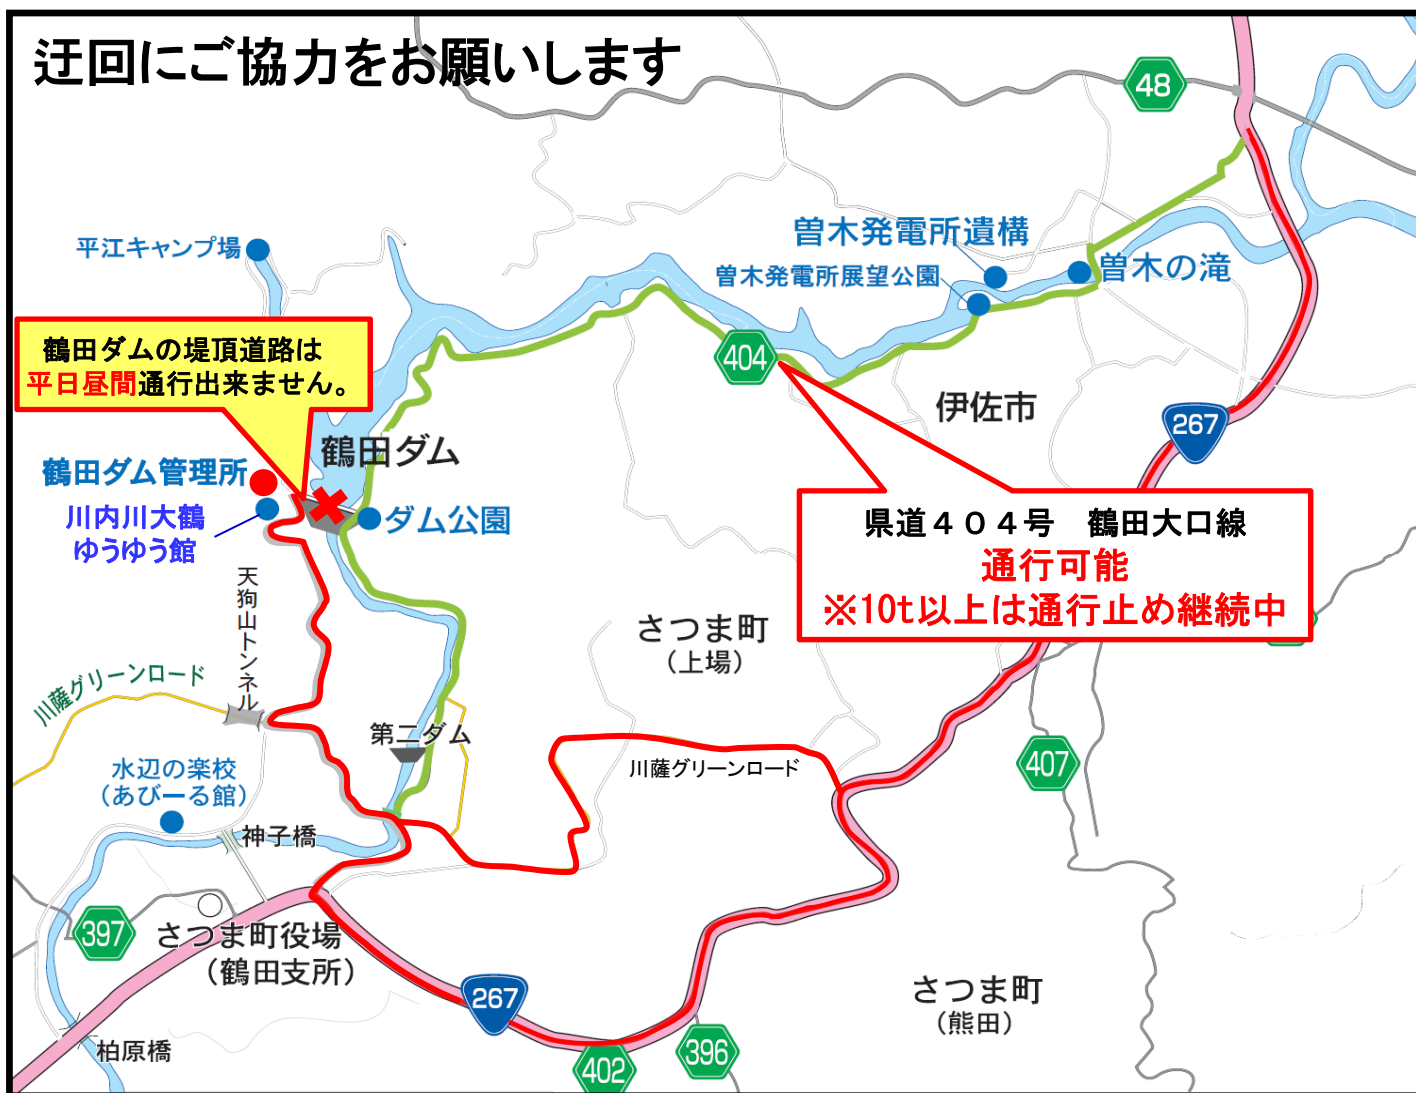 迂回にご協力をお願いします
48
平江キャンプ場
曽木発電所遺構
曽木発電所展望公園
曽木の滝
鶴田ダムの堤頂道路は
平日昼間通行出来ません。
404
伊佐市
267
鶴田ダム
鶴田ダム管理所
川内川大鶴
ゆうゆう館
ダム公園
県道４０４号　鶴田大口線
通行可能
※10t以上は通行止め継続中
天狗山トンネル
さつま町
（上場）
川薩グリーンロード
第二ダム
川薩グリーンロード
407
水辺の楽校
（あびーる館）
神子橋
397
さつま町役場
（鶴田支所）
267
さつま町
（熊田）
柏原橋
402
396